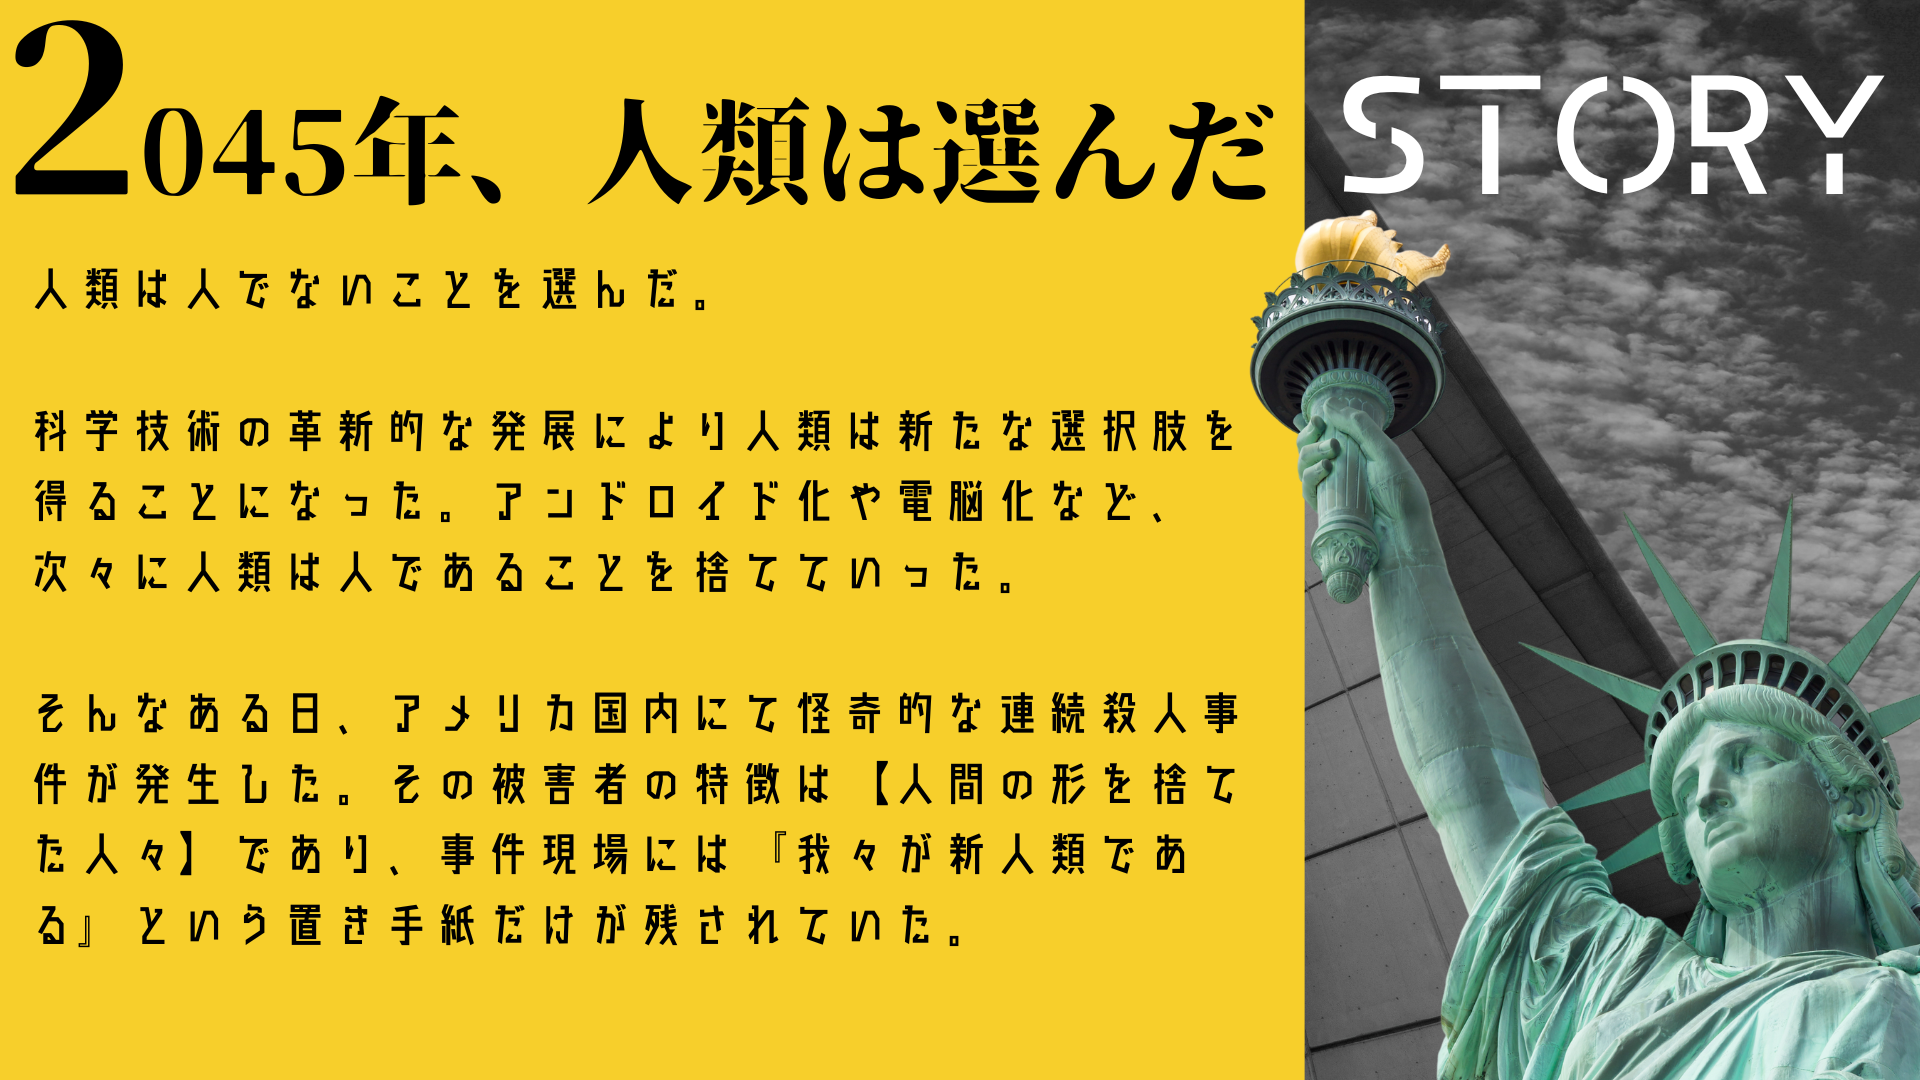 2045年、人類は選んだ
STORY
人類は人でないことを選んだ。
科学技術の革新的な発展により人類は新たな選択肢を
得ることになった。アンドロイド化や電脳化など、
次々に人類は人であることを捨てていった。
そんなある日、アメリカ国内にて怪奇的な連続殺人事
件が発生した。その被害者の特徴は【人間の形を捨て
た人々】であり、事件現場には『我々が新人類であ
る』という置き手紙だけが残されていた。